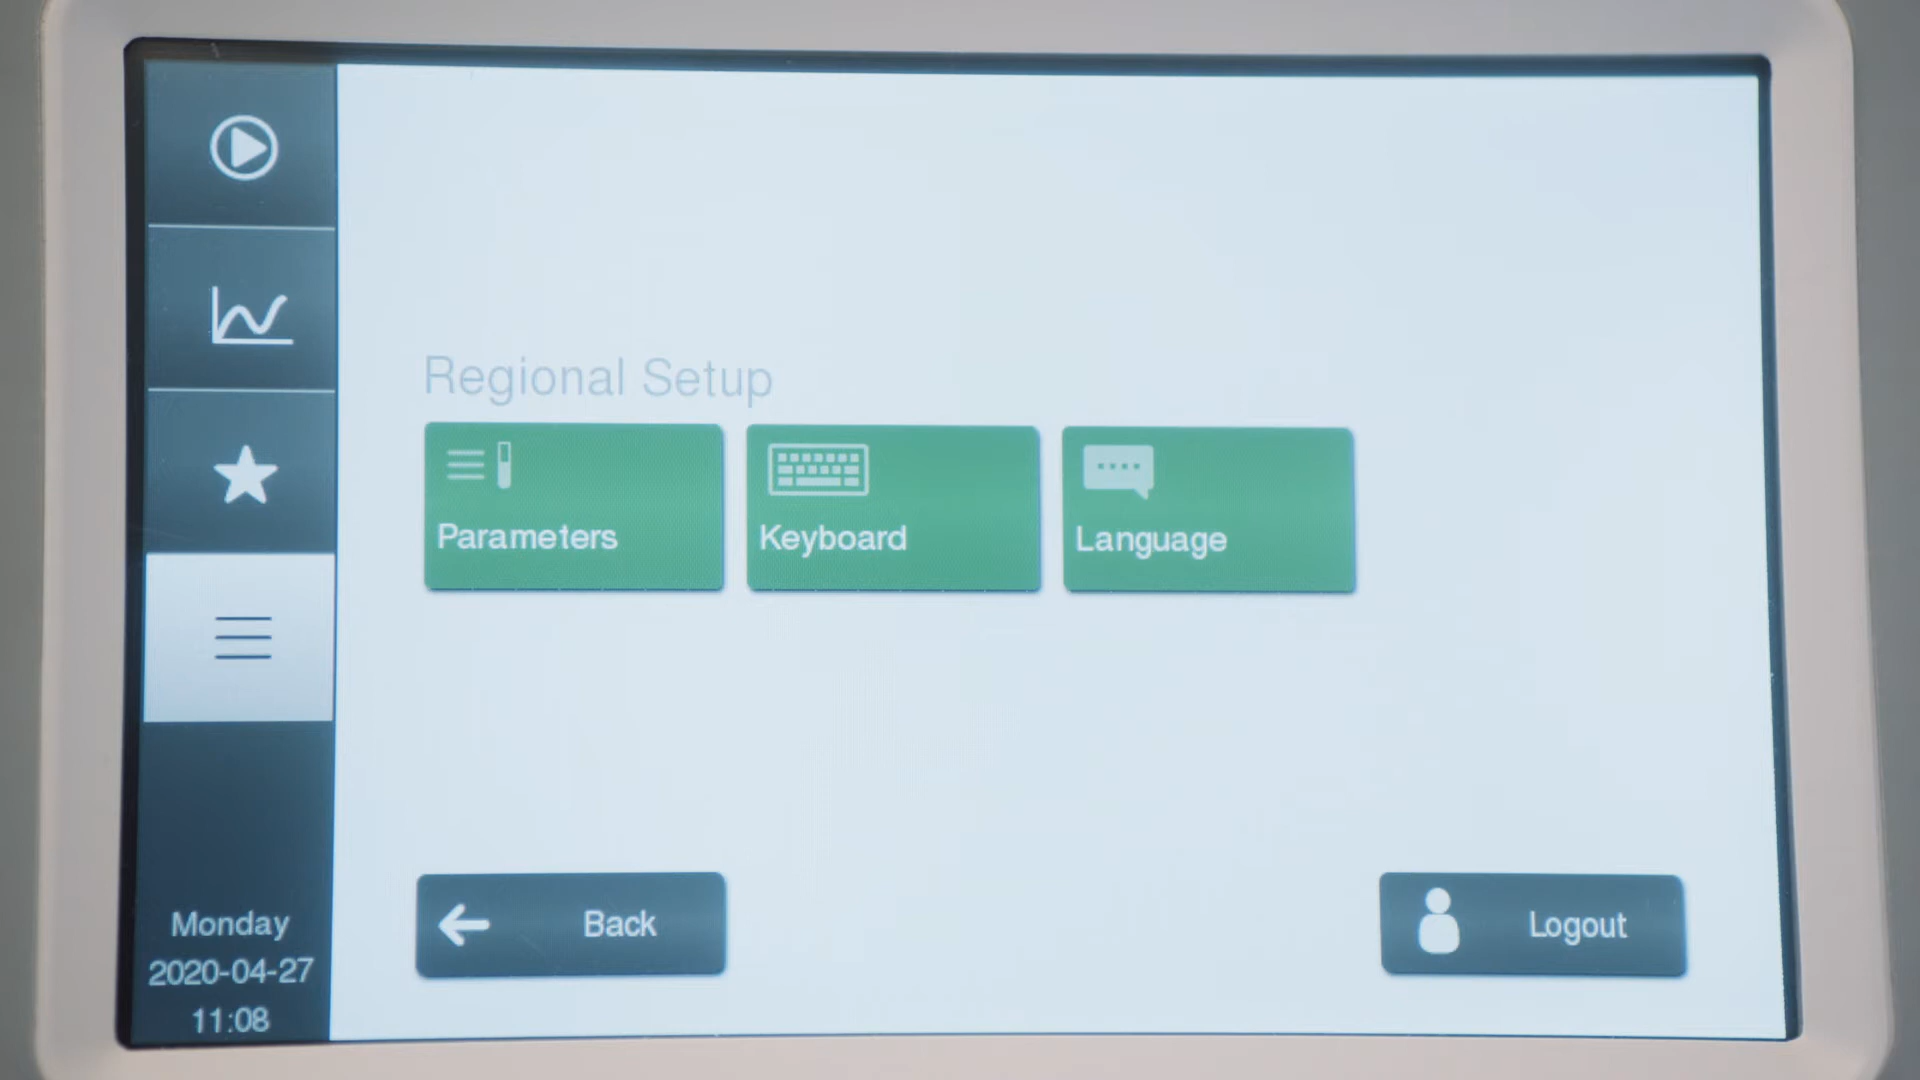 Regional Setup
Parameters
Keyboard
Language
Back
Logout
Monday
2020-04-27
11:08